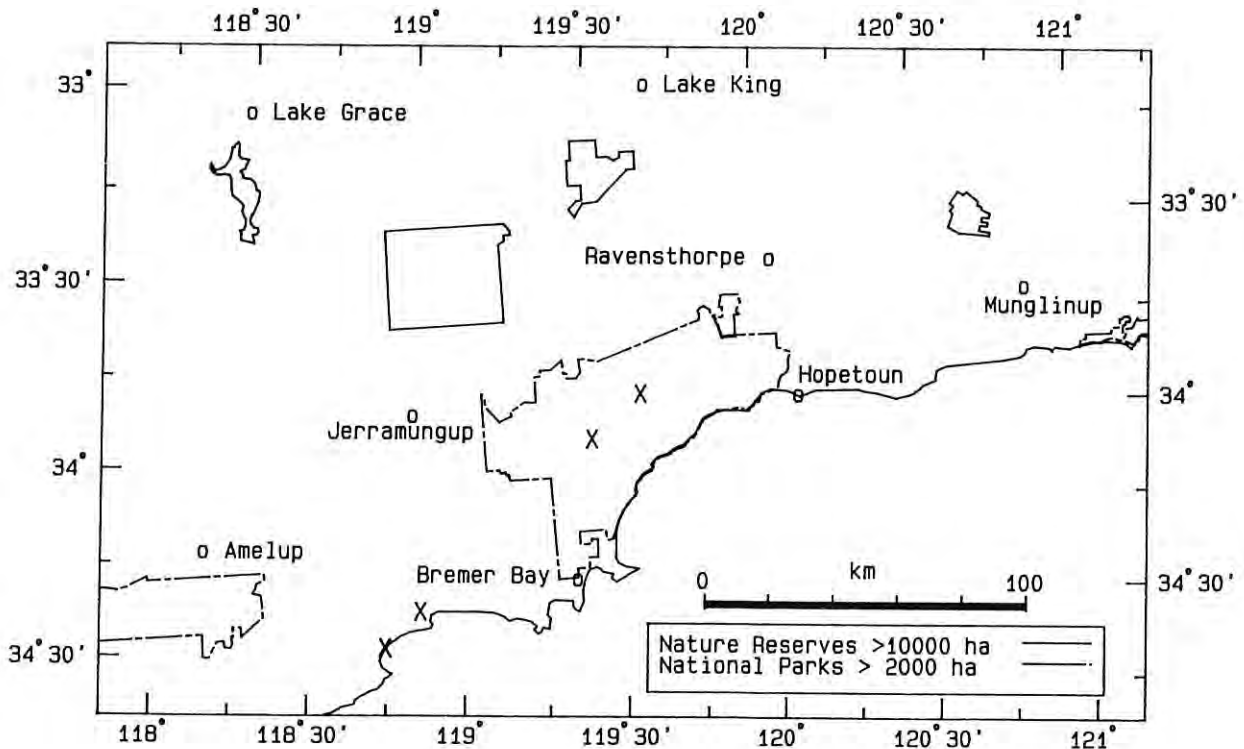 118°30′ 119° 119°30′ 120° 120°30′ 121°
33°
o Lake King
o Lake Grace
33°30′
Ravensthorpe o
33°30′
o
Munglinup
Hopetoun
o
34°
o
Jerramungup
X
X
34°
o Amelup
Bremer Bay o
km
0 100
34°30′
X
X
Nature Reserves >10000 ha
National Parks > 2000 ha
34°30′
118° 118°30′ 119° 119°30′ 120° 120°30′ 121°